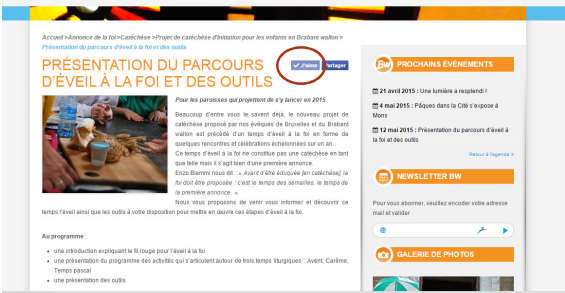 Accueil >Annonce de la foi >Catéchèse >Projet de catéchèse d'initiation pour les enfants en Brabant wallon >
Présentation du parcours d'éveil à la foi et des outils
PRÉSENTATION DU PARCOURS
D'ÉVEIL À LA FOI ET DES OUTILS
J'aime Partager
Pour les paroisses qui projettent de s'y lancer en 2015
Beaucoup d'entre vous le savent déjà, le nouveau projet de
catéchèse proposé par nos évêques de Bruxelles et du Brabant
wallon est précédé d'un temps d'éveil à la foi en forme de
quelques rencontres et célébrations échelonnées sur un an.
Ce temps d'éveil à la foi ne constitue pas une catéchèse en tant
que telle mais il s'agit bien d'une première annonce.
Enzo Biemmi nous dit : « Avant d'être éduquée [en catéchèse] la
foi doit être proposée : c'est le temps des semailles, le temps de
la première annonce. »
Nous vous proposons de venir vous informer et découvrir ce
temps l'éveil ainsi que les outils à votre disposition pour mettre en œuvre ces étapes d'éveil à la foi.
Au programme :
une introduction expliquant le fil rouge pour l'éveil à la foi
une présentation du programme des activités qui s'articulent autour de trois temps liturgiques : Avent, Carême,
Temps pascal
une présentation des outils
BW PROCHAINS ÉVÈNEMENTS
21 avril 2015 : Une lumière a resplendi !
4 mai 2015 : Pâques dans la Cité s'expose à
Mons
12 mai 2015 : Présentation du parcours d'éveil à
la foi et des outils
Retour à l'agenda >
NEWSLETTER BW
Pour vous abonner, veuillez encoder votre adresse
mail et valider
@
GALERIE DE PHOTOS